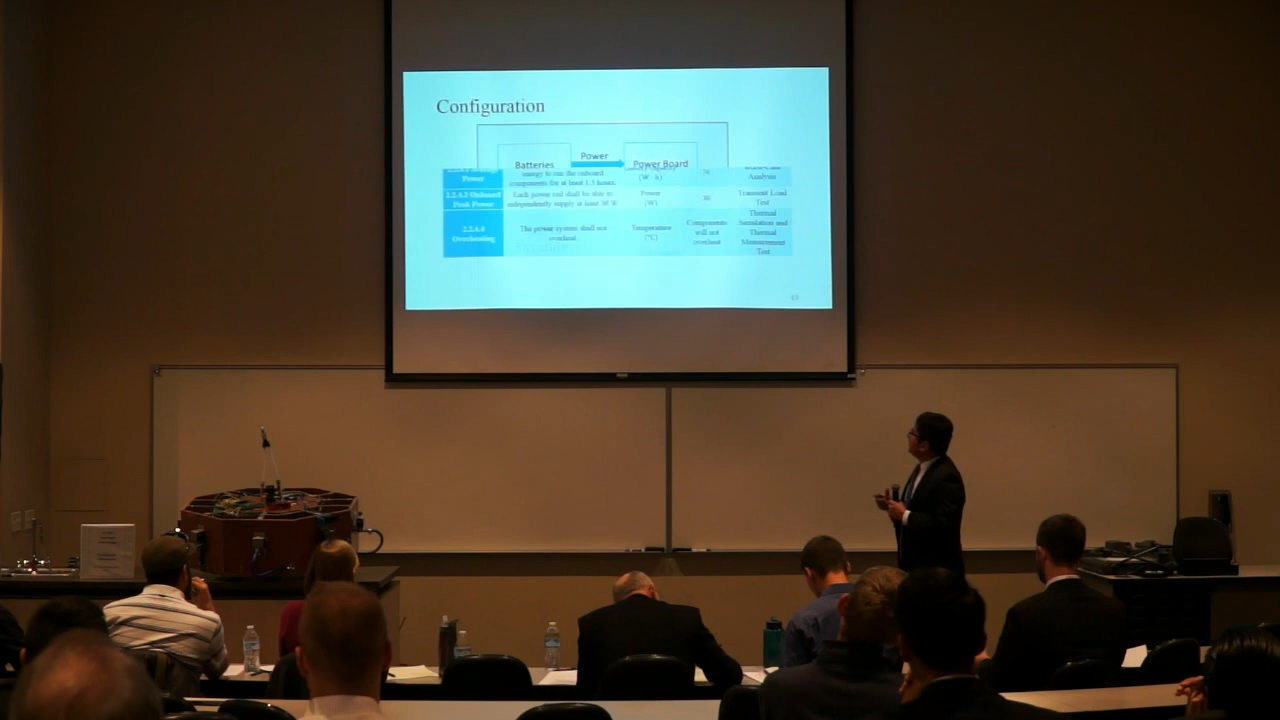 Configuration
Power
Batteries
Power Board
Power
energy to run the onboard
components for at least 1.5 hours.
(W · h)
Analysis
2.2.4.3 Onboard
Peak Power
Each power rail shall be able to
independently supply at least 30 W
Power
(W)
30
Transient Load
Test
2.2.4.4
Overheating
The power system shall not
overheat.
Temperature
(°C)
Components
will not
overheat
Thermal
Simulation and
Thermal
Measurement
Test